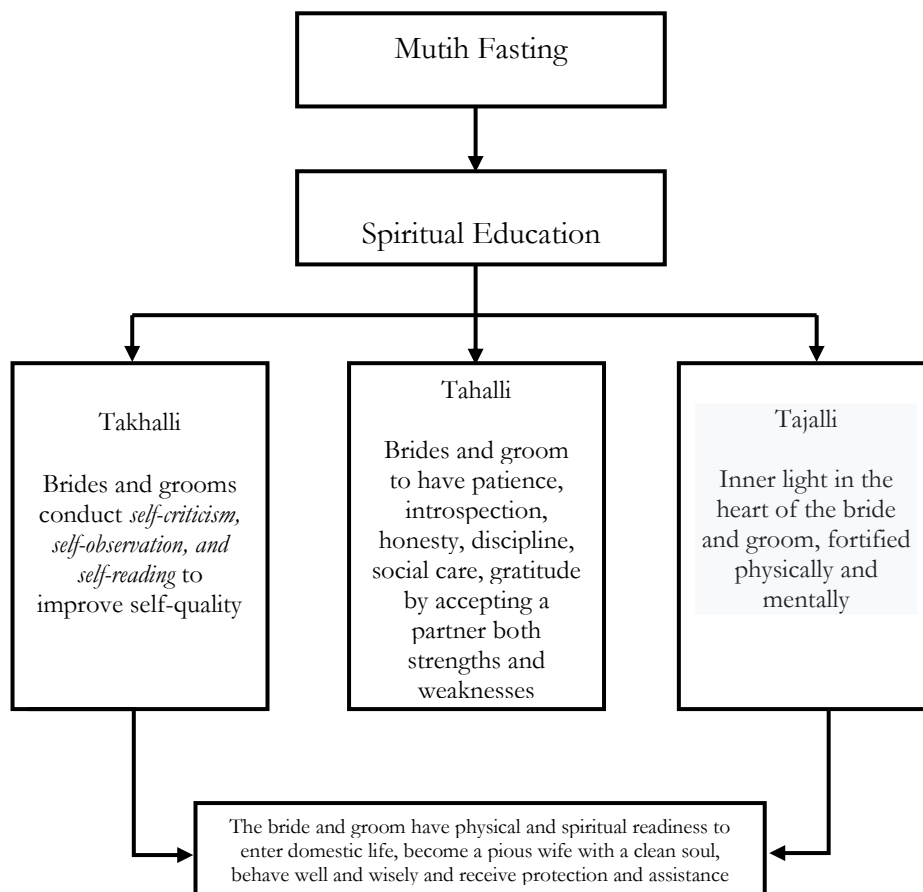 Mutih Fasting
Spiritual Education
Takhalli
Brides and grooms
conduct self-criticism,
self-observation, and
self-reading to
improve self-quality
Tahalli
Brides and groom
to have patience,
introspection,
honesty, discipline,
social care, gratitude
by accepting a
partner both
strengths and
weaknesses
Tajalli
Inner light in the
heart of the bride
and groom, fortified
physically and
mentally
The bride and groom have physical and spiritual readiness to
enter domestic life, become a pious wife with a clean soul,
behave well and wisely and receive protection and assistance